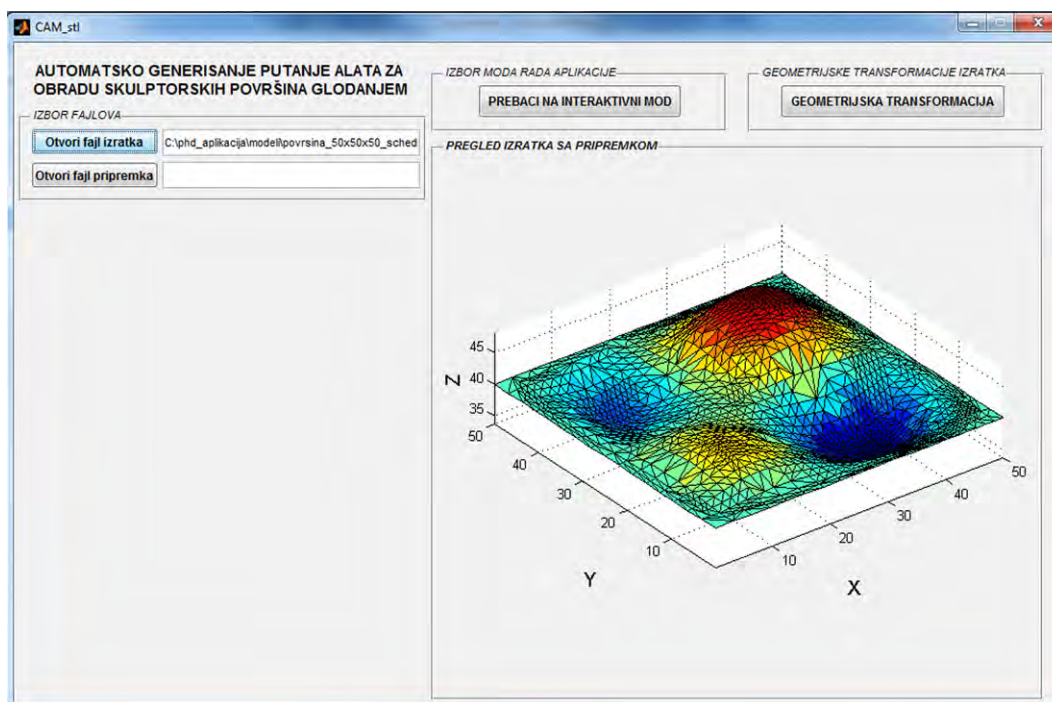 CAM_stl
AUTOMATSKO GENERISANJE PUTANJE ALATA ZA
OBRADU SKULPTORSKIH POVRŠINA GLODANJEM
IZBOR FAJLOVA
Otvori fajl izratka
C:\phd_aplikacija\modeli\povrsina_50x50x50_sched
Otvori fajl pripremka
IZBOR MODA RADA APLIKACIJE
PREBACI NA INTERAKTIVNI MOD
GEOMETRIJSKE TRANSFORMACIJE IZRATKA
GEOMETRIJSKA TRANSFORMACIJA
PREGLED IZRATKA SA PRIPREMKOM
Z
45
40
35
50
40
30
20
10
Y
10
20
30
40
50
X